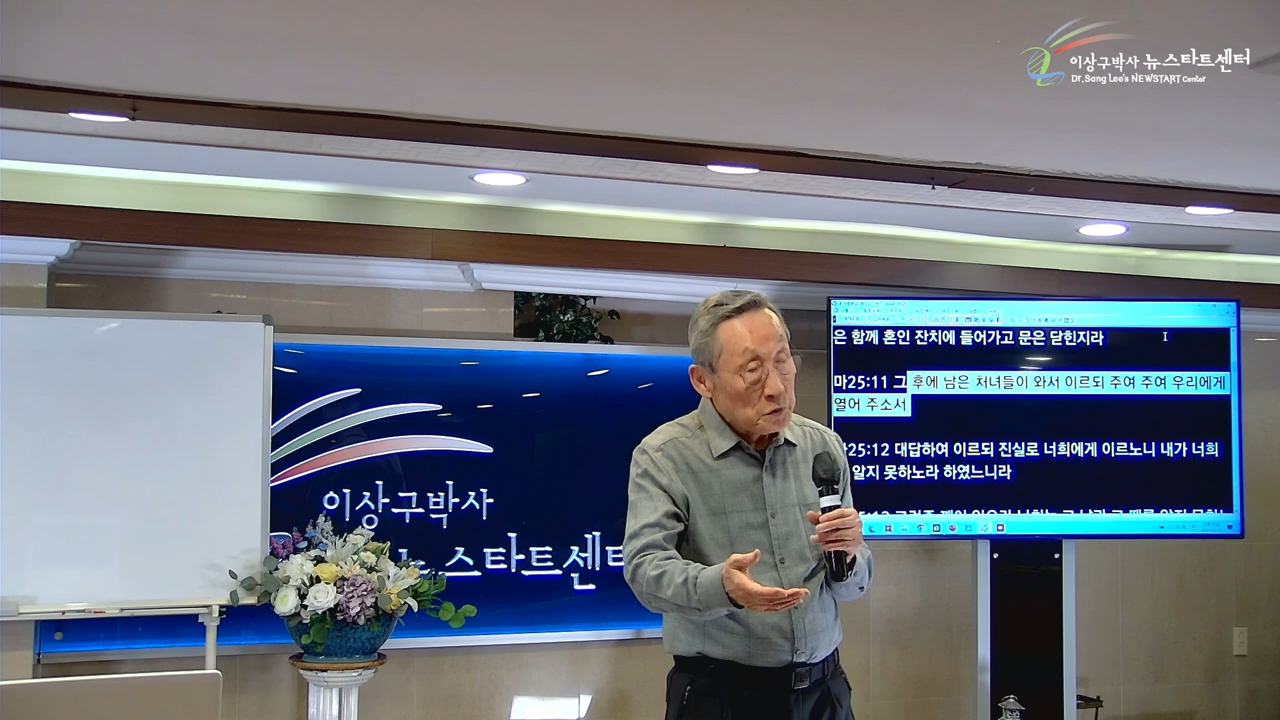 이상구박사 뉴스타트센터
Dr. Sang Lee's NEWSTART Center
은 함께 혼인 잔치에 들어가고 문은 닫힌지라
마25:11 그 후에 남은 처녀들이 와서 이르되 주여 주여 우리에게
열어 주소서
25:12 대답하여 이르되 진실로 너희에게 이르노니 내가 너희
알지 못하노라 하였느니라
이상구박사
뉴스타트센터